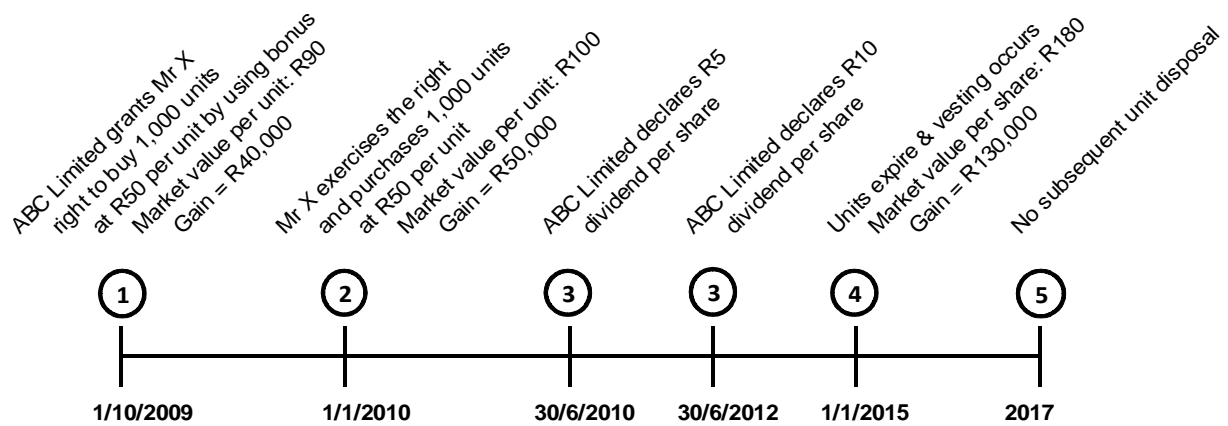 ABC Limited grants Mr X
right to buy 1,000 units
at R50 per unit by using bonus
Market value per unit: R90
Gain = R40,000
Mr X exercises the right
and purchases 1,000 units
at R50 per unit
Market value per unit: R100
Gain = R50,000
ABC Limited declares R5
dividend per share
ABC Limited declares R10
dividend per share
Units expire & vesting occurs
Market value per share: R180
Gain = R130,000
No subsequent unit disposal
1
2
3
3
4
5
1/10/2009
1/1/2010
30/6/2010
30/6/2012
1/1/2015
2017